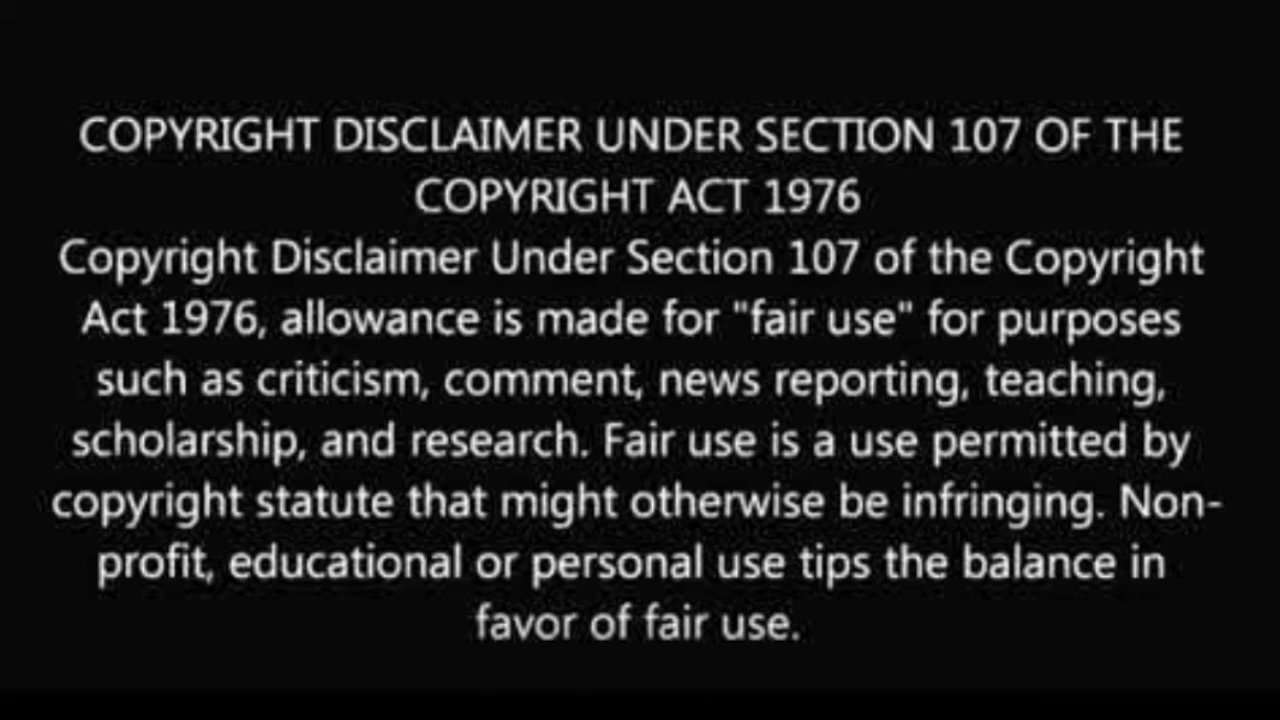 COPYRIGHT DISCLAIMER UNDER SECTION 107 OF THE
COPYRIGHT ACT 1976
Copyright Disclaimer Under Section 107 of the Copyright
Act 1976, allowance is made for "fair use" for purposes
such as criticism, comment, news reporting, teaching,
scholarship, and research. Fair use is a use permitted by
copyright statute that might otherwise be infringing. Non-
profit, educational or personal use tips the balance in
favor of fair use.